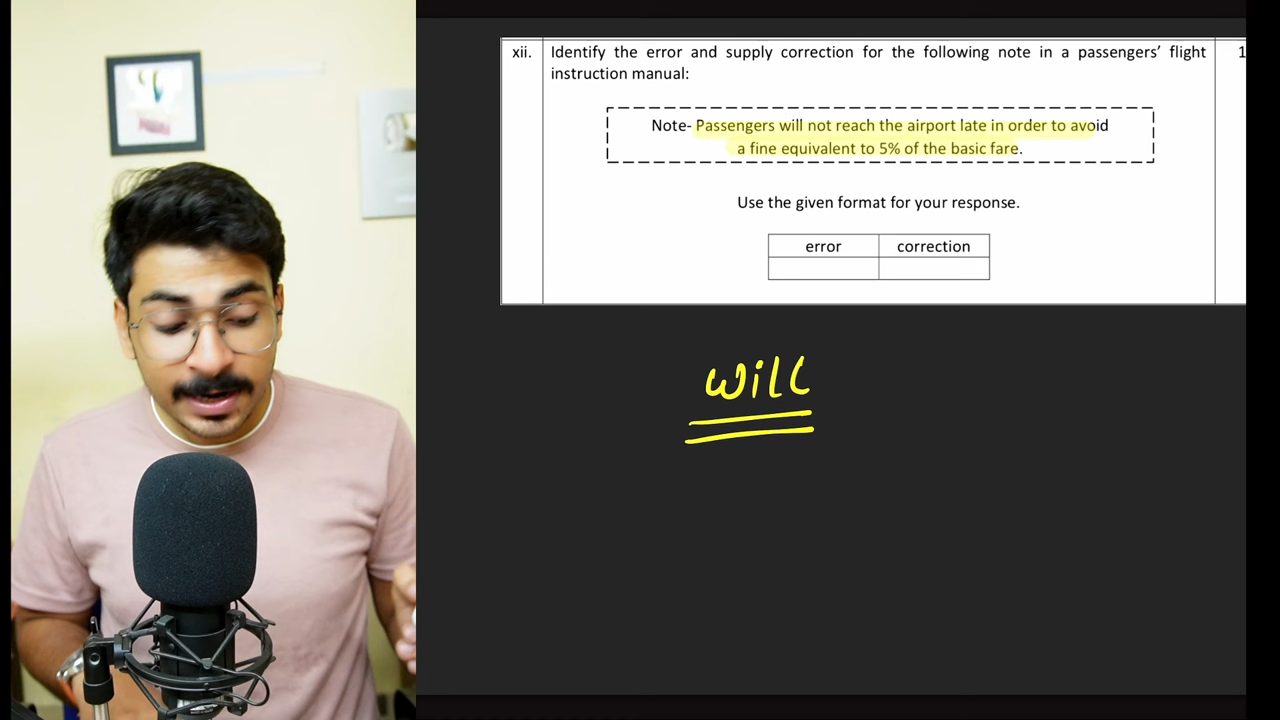 xii. Identify the error and supply correction for the following note in a passengers' flight 1
instruction manual:
Note- Passengers will not reach the airport late in order to avoid
a fine equivalent to 5% of the basic fare.
Use the given format for your response.
error correction
will